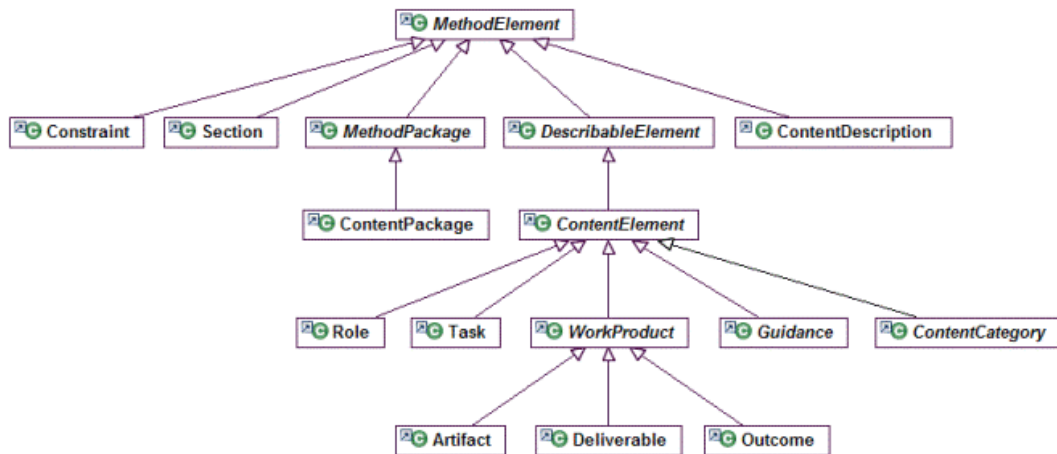 MethodElement
Constraint
Section
MethodPackage
DescribableElement
ContentDescription
ContentPackage
ContentElement
Role
Task
WorkProduct
Guidance
ContentCategory
Artifact
Deliverable
Outcome